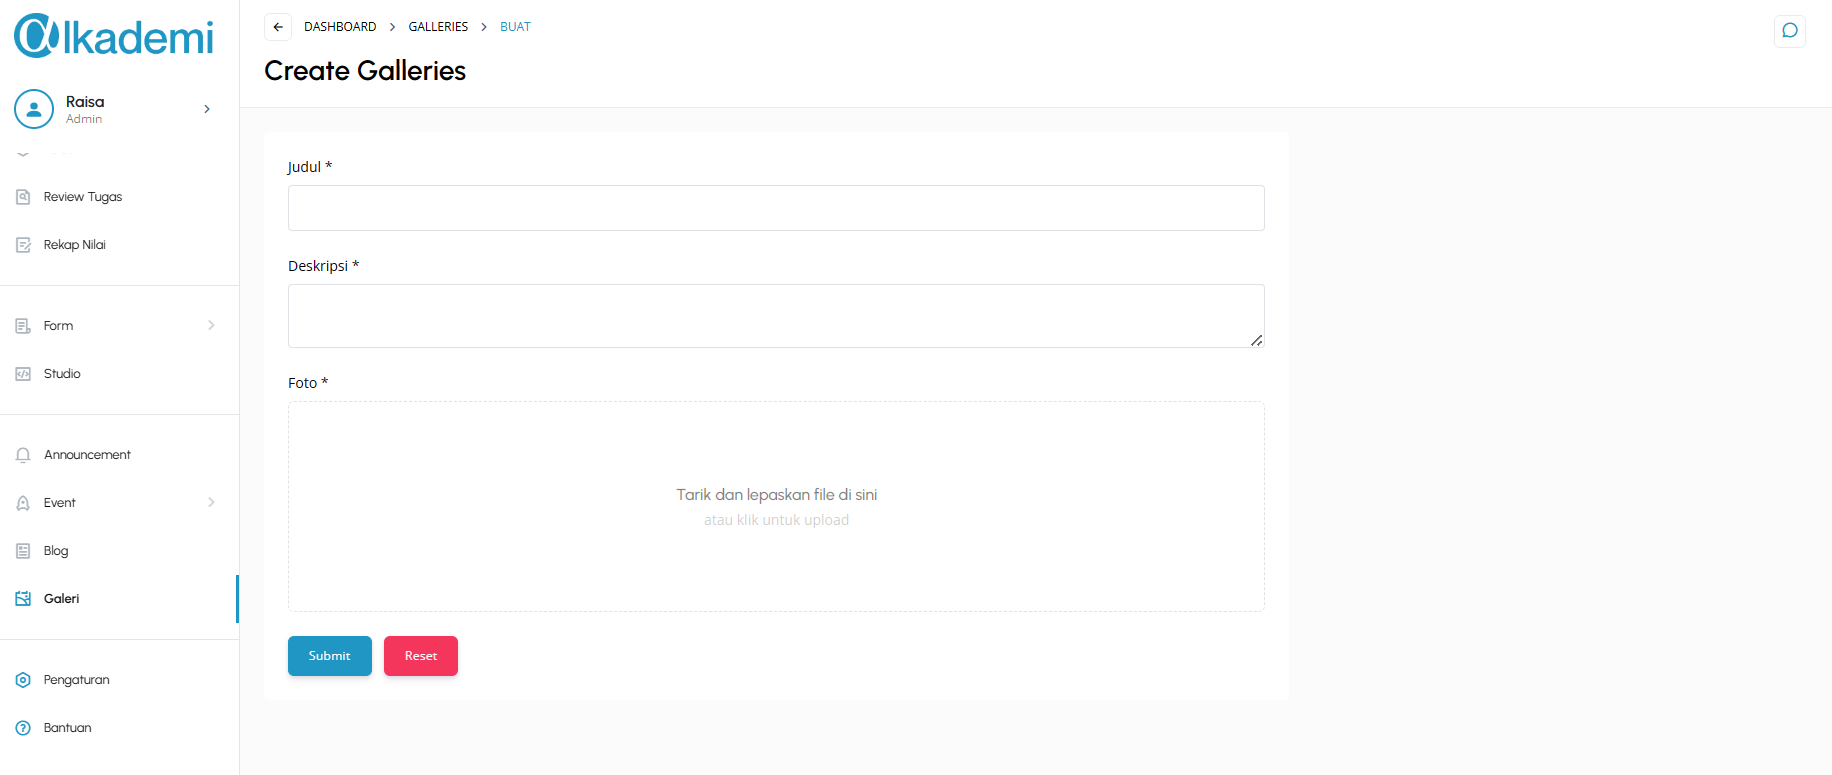 @lkademi
Raisa
Admin
Review Tugas
Rekap Nilai
Form
Studio
Announcement
Event
Blog
Galeri
Pengaturan
Bantuan
DASHBOARD > GALLERIES > BUAT
Create Galleries
Judul *
Deskripsi *
Foto *
Tarik dan lepaskan file di sini
atau klik untuk upload
Submit
Reset